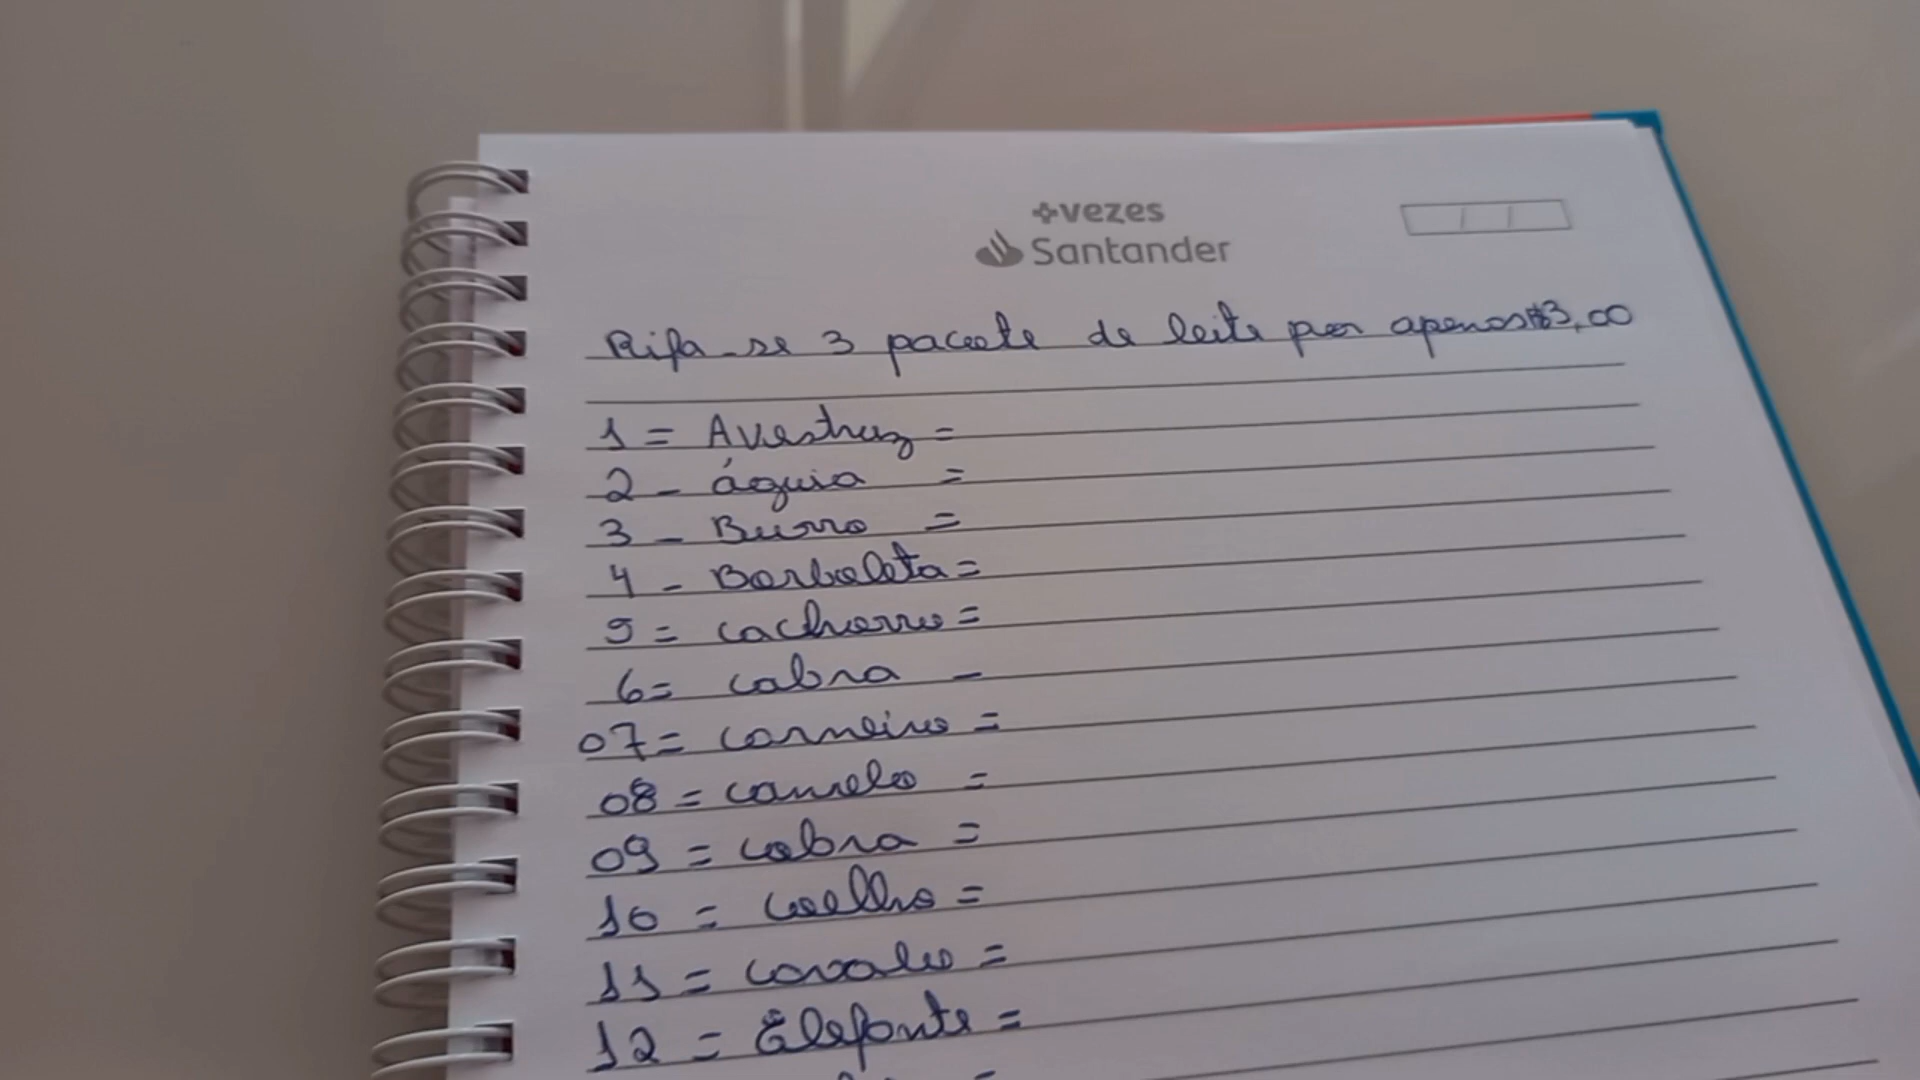 +vezes
Santander
Rifa-se 3 pacote de leite por apenas $3,00
1 = Avestruz =
2 - águia =
3 - Burro =
4 - Borboleta =
5 = cachorro =
6 = cabra -
07 = carneiro =
08 = camelo =
09 = cobra =
10 = Coelho =
11 = cavalo =
12 = Elefante =